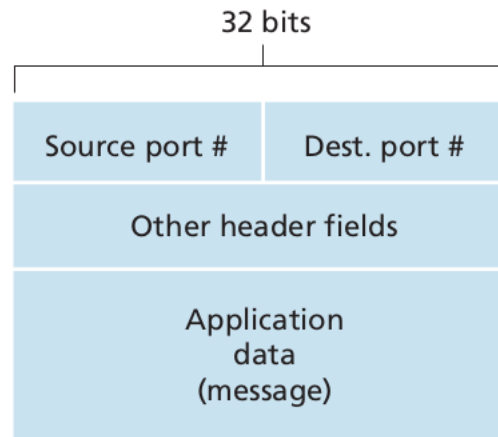 32 bits
Source port # Dest. port #
Other header fields
Application
data
(message)